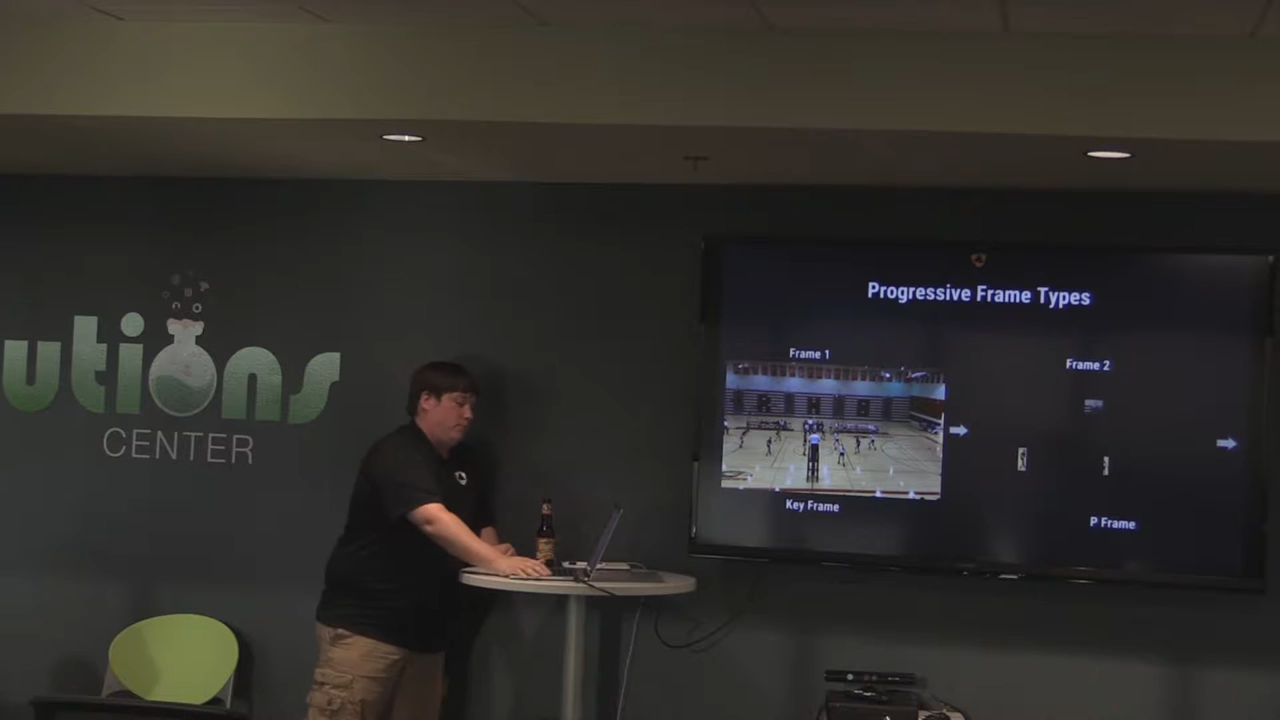 utions
CENTER
Progressive Frame Types
Frame 1
Frame 2
R H B
Key Frame
P Frame